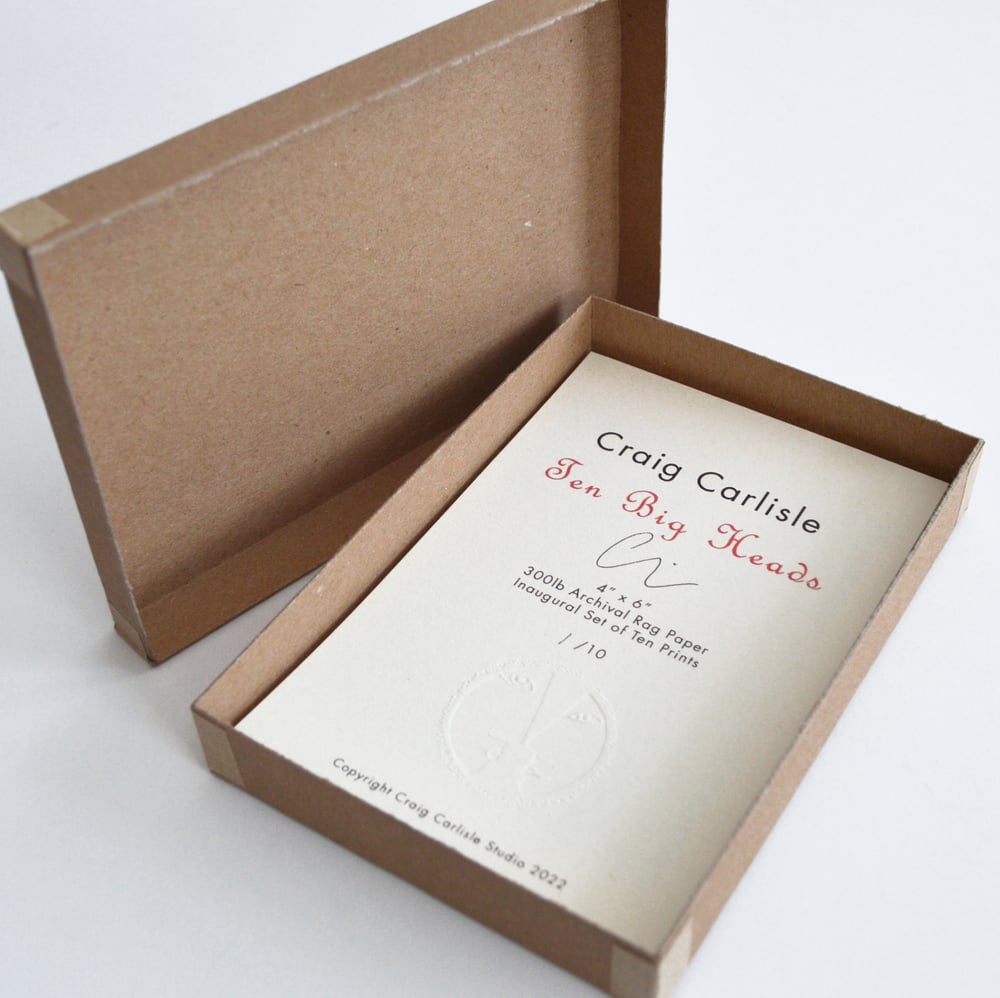 Craig Carlisle
Ten Big Heads
4" x 6"
300lb Archival Rag Paper
Inaugural Set of Ten Prints
1 /10
Copyright Craig Carlisle Studio 2022